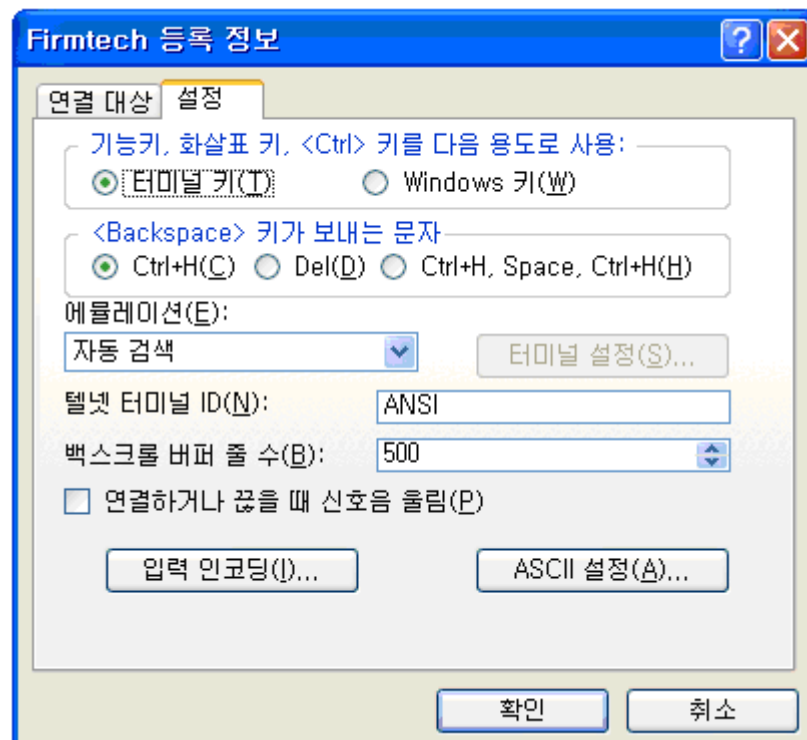 Firmtech 등록 정보
연결 대상 설정
기능키, 화살표 키, <Ctrl> 키를 다음 용도로 사용:
터미널 키(T) Windows 키(W)
<Backspace> 키가 보내는 문자
Ctrl+H(C) Del(D) Ctrl+H, Space, Ctrl+H(H)
에뮬레이션(E):
자동 검색 터미널 설정(S)...
텔넷 터미널 ID(N): ANSI
백스크롤 버퍼 줄 수(B): 500
연결하거나 끊을 때 신호음 울림(P)
입력 인코딩(I)... ASCII 설정(A)...
확인 취소